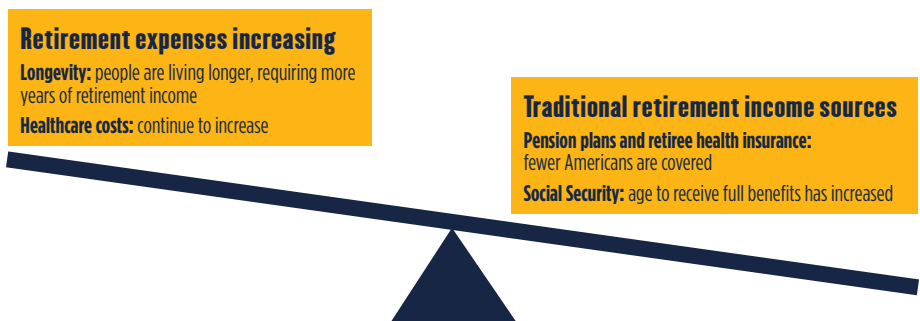 Retirement expenses increasing
Longevity: people are living longer, requiring more
years of retirement income
Healthcare costs: continue to increase
Traditional retirement income sources
Pension plans and retiree health insurance:
fewer Americans are covered
Social Security: age to receive full benefits has increased